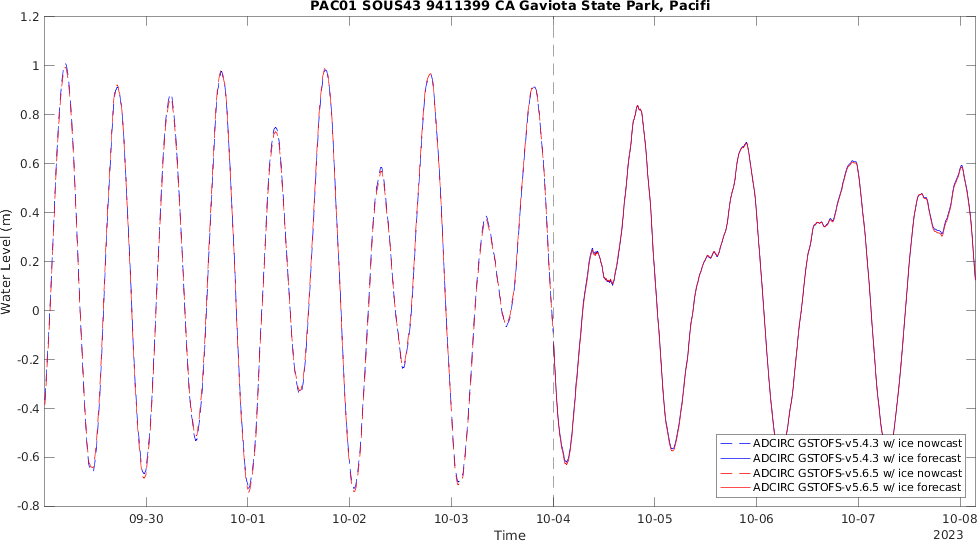 PAC01 SOUS43 9411399 CA Gaviota State Park, Pacifi
1.2
1
0.8
0.6
0.4
0.2
0
-0.2
-0.4
-0.6
-0.8
Water Level (m)
ADCIRC GSTOFS-v5.4.3 w/ ice nowcast
ADCIRC GSTOFS-v5.4.3 w/ ice forecast
ADCIRC GSTOFS-v5.6.5 w/ ice nowcast
ADCIRC GSTOFS-v5.6.5 w/ ice forecast
09-30 10-01 10-02 10-03 10-04 10-05 10-06 10-07 10-08
2023
Time